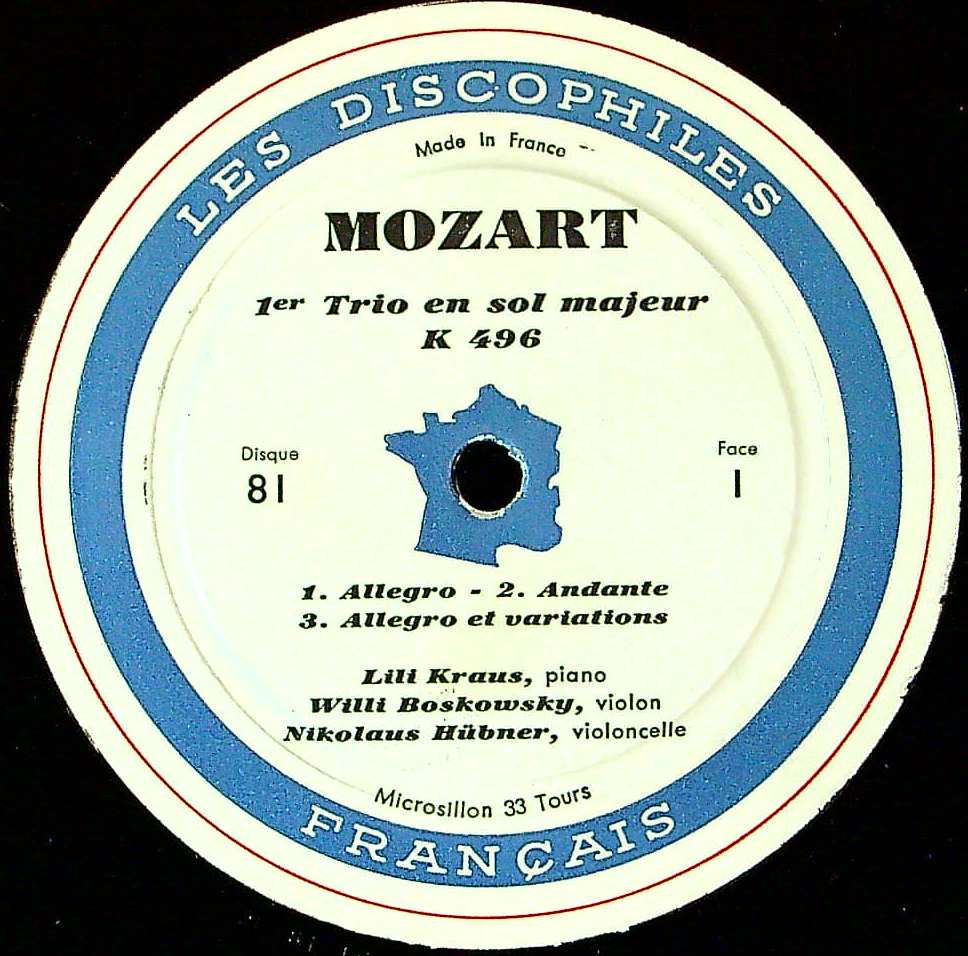 LES DISCOPHILES
Made In France
MOZART
1er Trio en sol majeur
K 496
Disque
81
Face
1
1. Allegro - 2. Andante
3. Allegro et variations
Lili Kraus, piano
Willi Boskowsky, violon
Nikolaus Hübner, violoncelle
Microsillon 33 Tours
FRANÇAIS